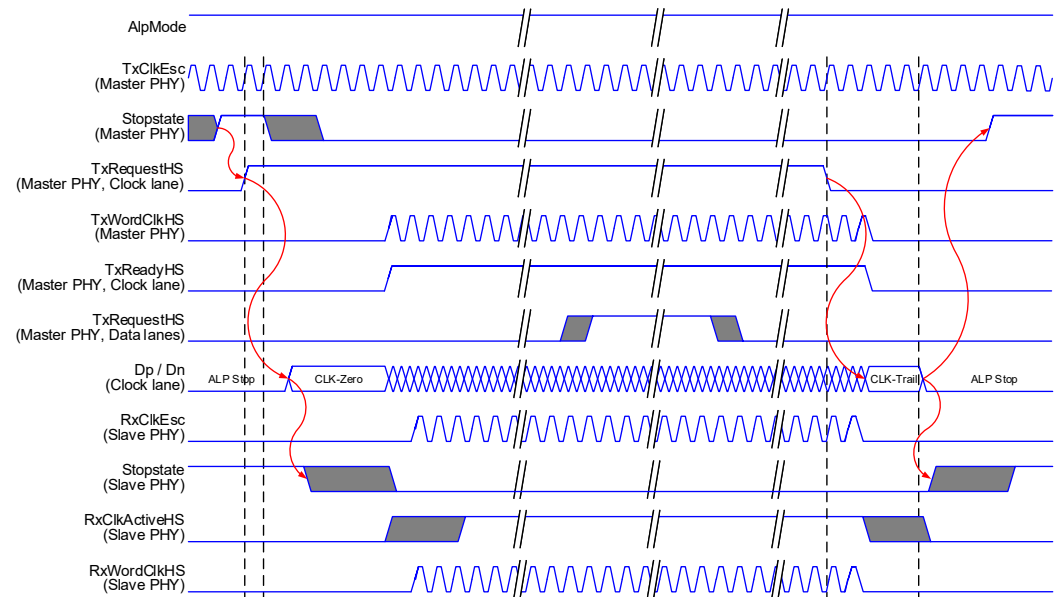 AlpMode
TxClkEsc
(Master PHY)
Stopstate
(Master PHY)
TxRequestHS
(Master PHY, Clock lane)
TxWordClkHS
(Master PHY)
TxReadyHS
(Master PHY, Clock lane)
TxRequestHS
(Master PHY, Data lanes)
Dp / Dn
(Clock lane)
ALP Stop
CLK-Zero
CLK-Trail
ALP Stop
RxClkEsc
(Slave PHY)
Stopstate
(Slave PHY)
RxClkActiveHS
(Slave PHY)
RxWordClkHS
(Slave PHY)